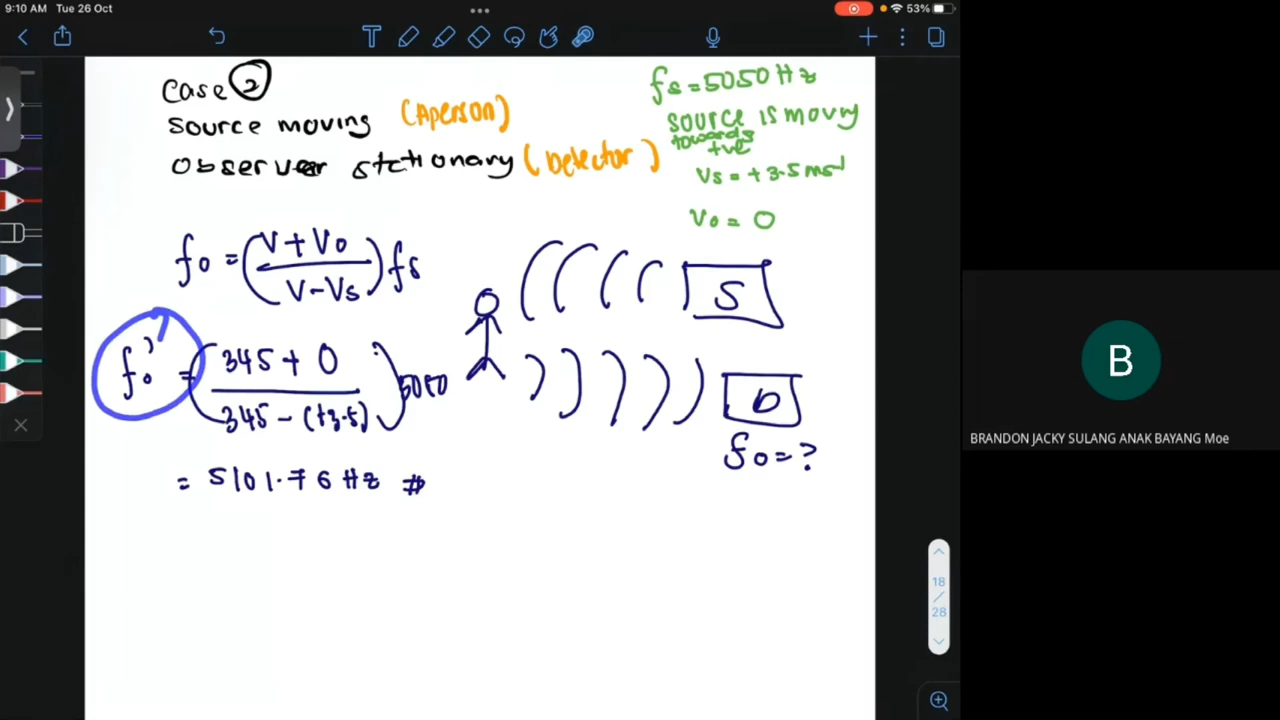 9:10 AM Tue 26 Oct
53%
Case 2
Source moving (A person)
Observer stationary (Detector)
fs = 5050 Hz
source is moving
towards
+ve
Vs = +3.5 ms-1
Vo = 0
fo = (V + Vo / V - Vs) fs
S
fo' = (345 + 0 / 345 - (+3.5)) 5050
D
fo = ?
= 5101.76 Hz #
18
/
28
B
BRANDON JACKY SULANG ANAK BAYANG Moe